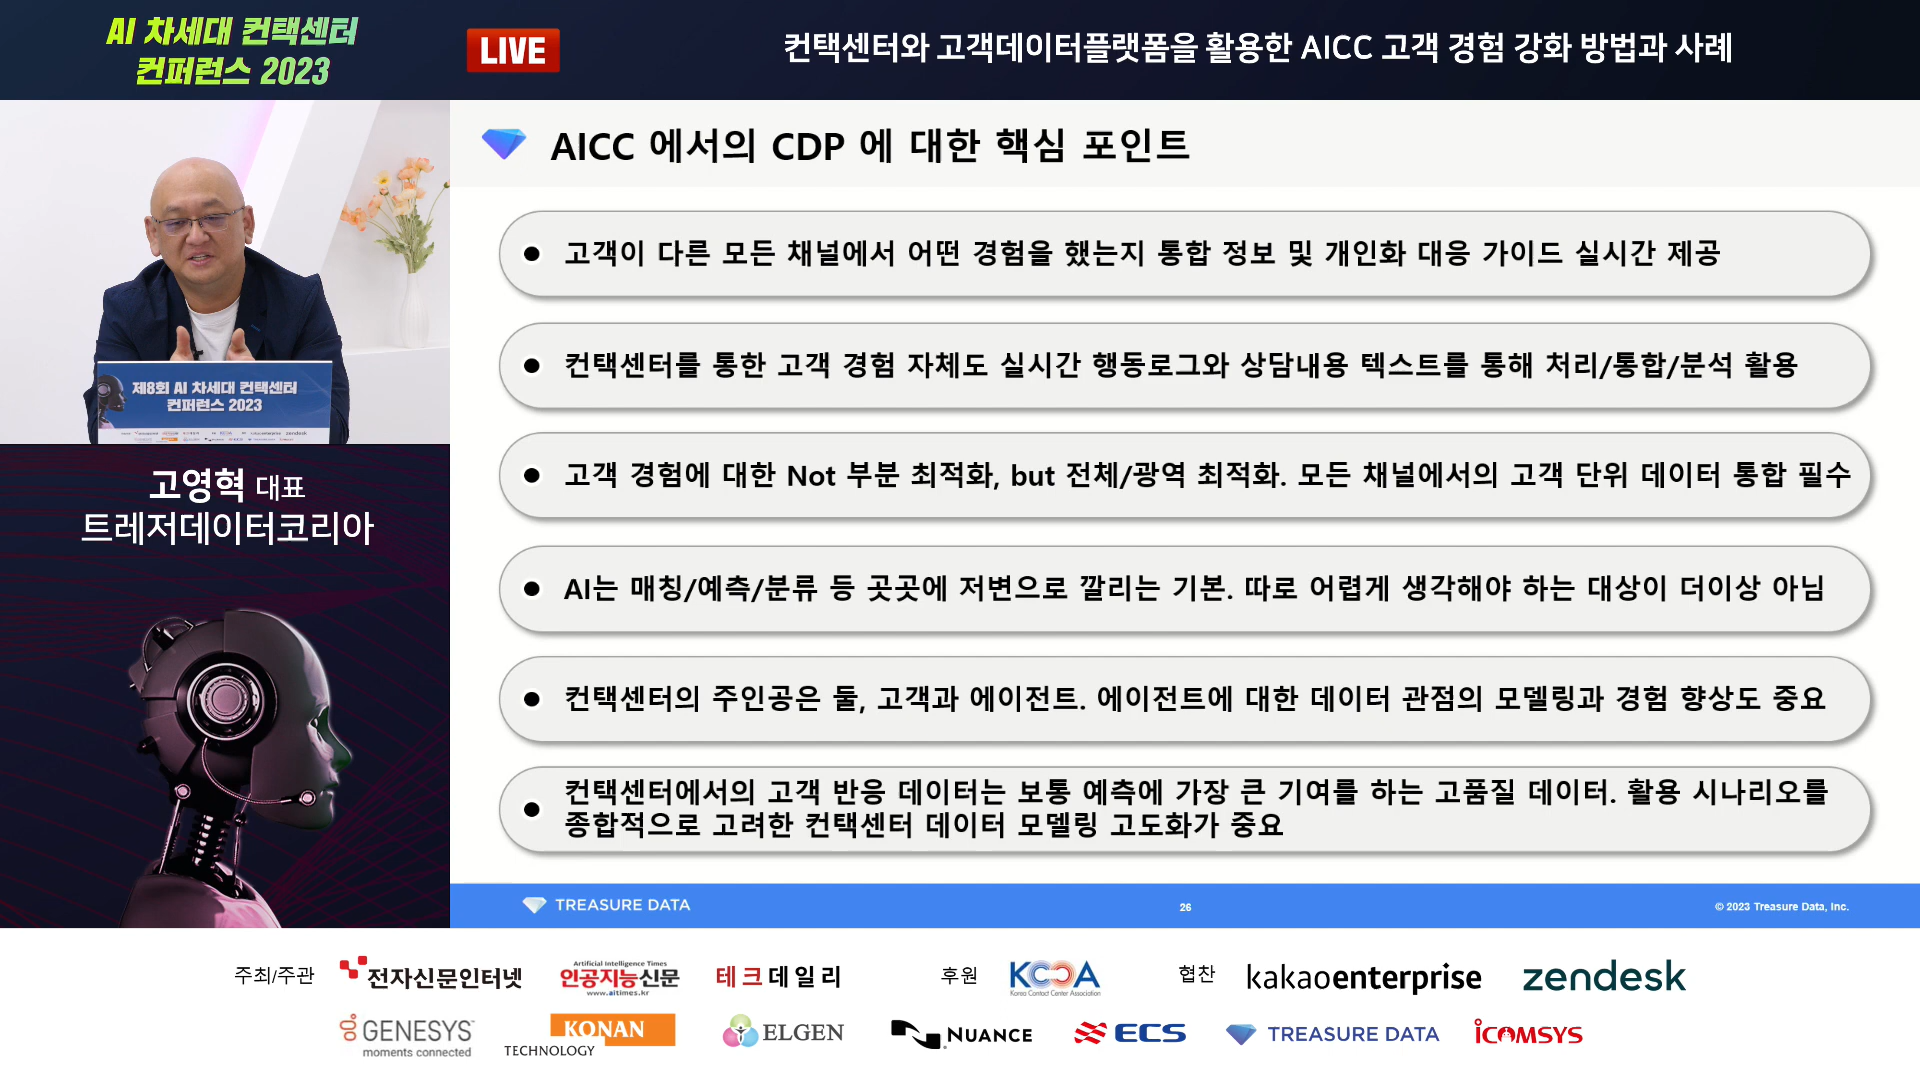 AI 차세대 컨택센터
컨퍼런스 2023
LIVE
컨택센터와 고객데이터플랫폼을 활용한 AICC 고객 경험 강화 방법과 사례
제8회 AI 차세대 컨택센터
컨퍼런스 2023
고영혁 대표
트레저데이터코리아
AICC 에서의 CDP 에 대한 핵심 포인트
● 고객이 다른 모든 채널에서 어떤 경험을 했는지 통합 정보 및 개인화 대응 가이드 실시간 제공
● 컨택센터를 통한 고객 경험 자체도 실시간 행동로그와 상담내용 텍스트를 통해 처리/통합/분석 활용
● 고객 경험에 대한 Not 부분 최적화, but 전체/광역 최적화. 모든 채널에서의 고객 단위 데이터 통합 필수
● AI는 매칭/예측/분류 등 곳곳에 저변으로 깔리는 기본. 따로 어렵게 생각해야 하는 대상이 더이상 아님
● 컨택센터의 주인공은 둘, 고객과 에이전트. 에이전트에 대한 데이터 관점의 모델링과 경험 향상도 중요
● 컨택센터에서의 고객 반응 데이터는 보통 예측에 가장 큰 기여를 하는 고품질 데이터. 활용 시나리오를
종합적으로 고려한 컨택센터 데이터 모델링 고도화가 중요
TREASURE DATA
26
© 2023 Treasure Data, Inc.
주최/주관
전자신문인터넷
Artificial Intelligence Times
인공지능신문
www.aitimes.kr
테크데일리
후원
KCCA
Korea Contact Center Association
협찬
kakaoenterprise
zendesk
GENESYS
moments connected
KONAN
TECHNOLOGY
ELGEN
NUANCE
ECS
TREASURE DATA
iCOMSYS